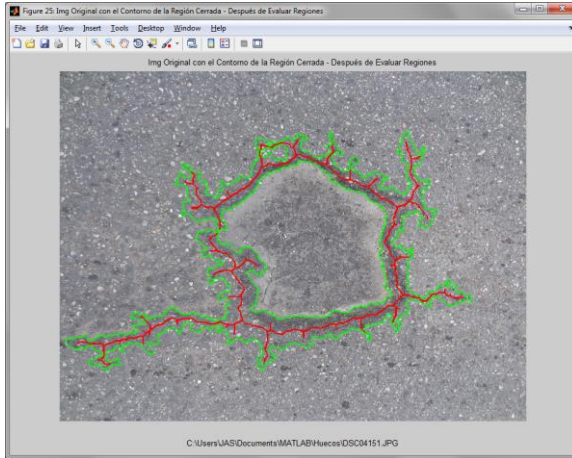 Figure 25: Img Original con el Contorno de la Región Cerrada - Después de Evaluar Regiones
File Edit View Insert Tools Desktop Window Help
Img Original con el Contorno de la Región Cerrada - Después de Evaluar Regiones
C:\Users\JAS\Documents\MATLAB\Huecos\DSC04151.JPG